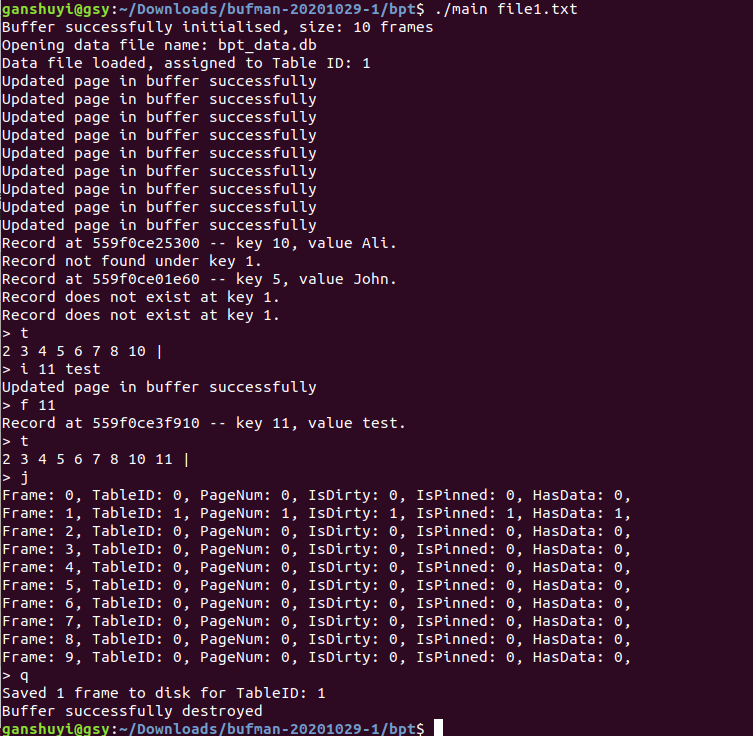 ganshuyi@gsy:~/Downloads/bufman-20201029-1/bpt$ ./main file1.txt
Buffer successfully initialised, size: 10 frames
Opening data file name: bpt_data.db
Data file loaded, assigned to Table ID: 1
Updated page in buffer successfully
Updated page in buffer successfully
Updated page in buffer successfully
Updated page in buffer successfully
Updated page in buffer successfully
Updated page in buffer successfully
Updated page in buffer successfully
Updated page in buffer successfully
Updated page in buffer successfully
Record at 559f0ce25300 -- key 10, value Ali.
Record not found under key 1.
Record at 559f0ce01e60 -- key 5, value John.
Record does not exist at key 1.
Record does not exist at key 1.
> t
2 3 4 5 6 7 8 10 |
> i 11 test
Updated page in buffer successfully
> f 11
Record at 559f0ce3f910 -- key 11, value test.
> t
2 3 4 5 6 7 8 10 11 |
> j
Frame: 0, TableID: 0, PageNum: 0, IsDirty: 0, IsPinned: 0, HasData: 0,
Frame: 1, TableID: 1, PageNum: 1, IsDirty: 1, IsPinned: 1, HasData: 1,
Frame: 2, TableID: 0, PageNum: 0, IsDirty: 0, IsPinned: 0, HasData: 0,
Frame: 3, TableID: 0, PageNum: 0, IsDirty: 0, IsPinned: 0, HasData: 0,
Frame: 4, TableID: 0, PageNum: 0, IsDirty: 0, IsPinned: 0, HasData: 0,
Frame: 5, TableID: 0, PageNum: 0, IsDirty: 0, IsPinned: 0, HasData: 0,
Frame: 6, TableID: 0, PageNum: 0, IsDirty: 0, IsPinned: 0, HasData: 0,
Frame: 7, TableID: 0, PageNum: 0, IsDirty: 0, IsPinned: 0, HasData: 0,
Frame: 8, TableID: 0, PageNum: 0, IsDirty: 0, IsPinned: 0, HasData: 0,
Frame: 9, TableID: 0, PageNum: 0, IsDirty: 0, IsPinned: 0, HasData: 0,
> q
Saved 1 frame to disk for TableID: 1
Buffer successfully destroyed
ganshuyi@gsy:~/Downloads/bufman-20201029-1/bpt$